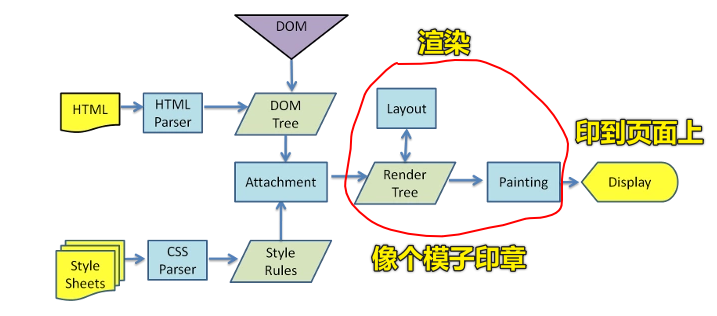 DOM
渲染
HTML
HTML
Parser
DOM
Tree
Layout
印到页面上
Attachment
Render
Tree
Painting
Display
Style
Sheets
CSS
Parser
Style
Rules
像个模子印章